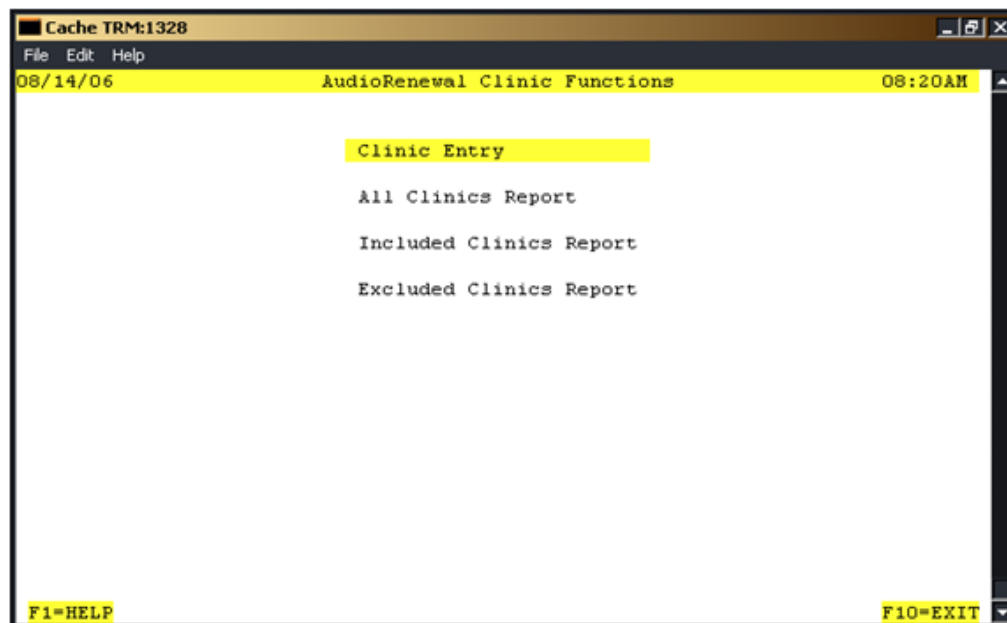 Cache TRM:1328
File Edit Help
08/14/06 AudioRenewal Clinic Functions 08:20AM
Clinic Entry
All Clinics Report
Included Clinics Report
Excluded Clinics Report
F1=HELP F10=EXIT